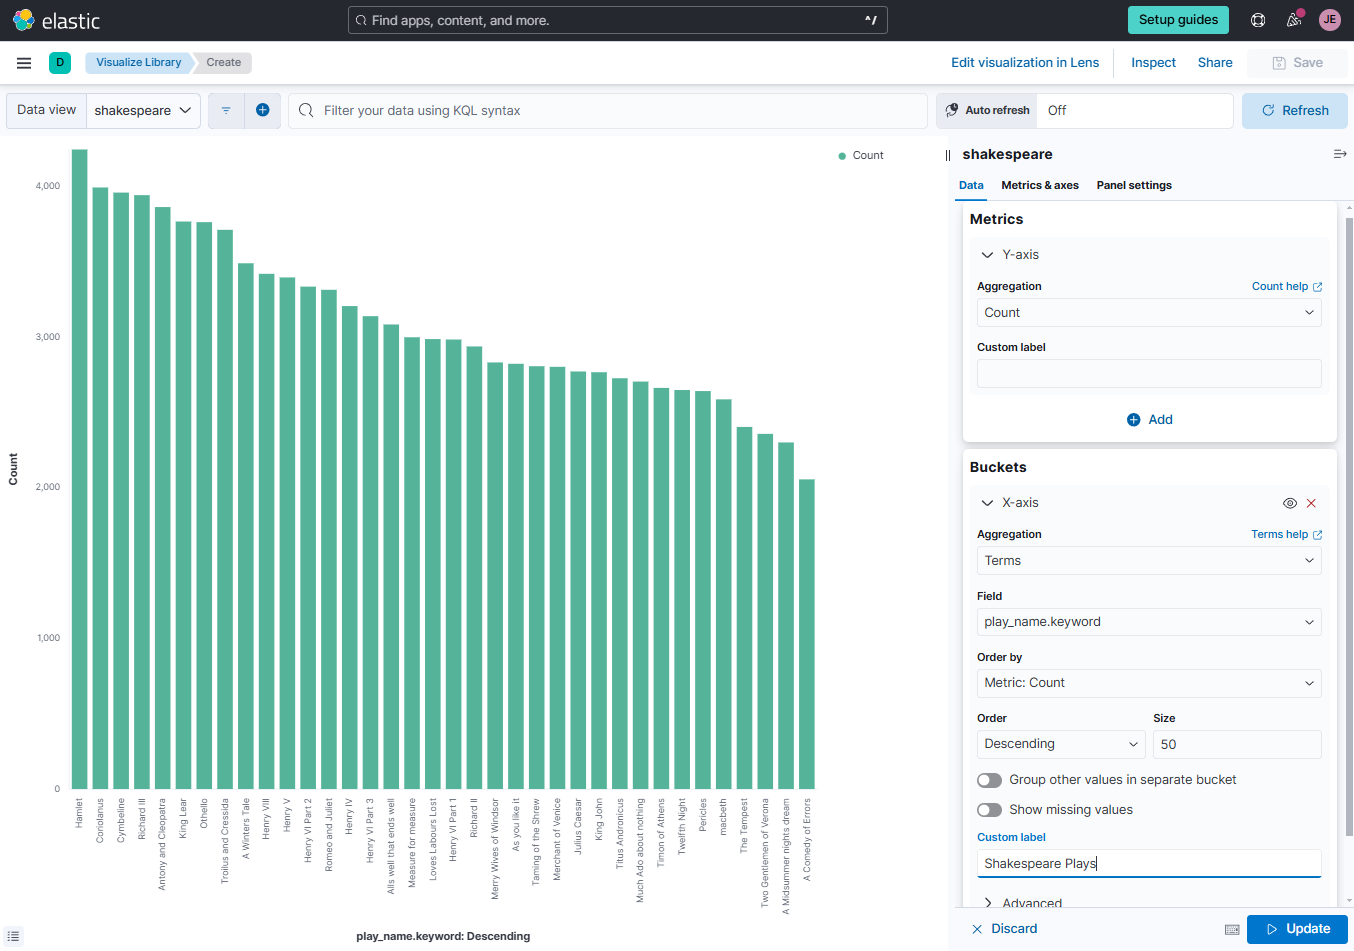 elastic
Find apps, content, and more.
^/
Setup guides
JE
D
Visualize Library
Create
Edit visualization in Lens
Inspect
Share
Save
Data view
shakespeare
Filter your data using KQL syntax
Auto refresh
Off
Refresh
Count
4,000
3,000
2,000
1,000
0
Count
Hamlet
Coriolanus
Cymbeline
Richard III
Antony and Cleopatra
King Lear
Othello
Troilus and Cressida
A Winters Tale
Henry VIII
Henry V
Henry VI Part 2
Romeo and Juliet
Henry IV
Henry VI Part 3
Alls well that ends well
Measure for measure
Loves Labours Lost
Henry VI Part 1
Richard II
Merry Wives of Windsor
As you like it
Taming of the Shrew
Merchant of Venice
Julius Caesar
King John
Titus Andronicus
Much Ado about nothing
Timon of Athens
Twelfth Night
Pericles
macbeth
The Tempest
Two Gentlemen of Verona
A Midsummer nights dream
A Comedy of Errors
play_name.keyword: Descending
shakespeare
Data
Metrics & axes
Panel settings
Metrics
Y-axis
Aggregation
Count help
Count
Custom label
Add
Buckets
X-axis
Aggregation
Terms help
Terms
Field
play_name.keyword
Order by
Metric: Count
Order
Size
Descending
50
Group other values in separate bucket
Show missing values
Custom label
Shakespeare Plays
Advanced
Discard
Update